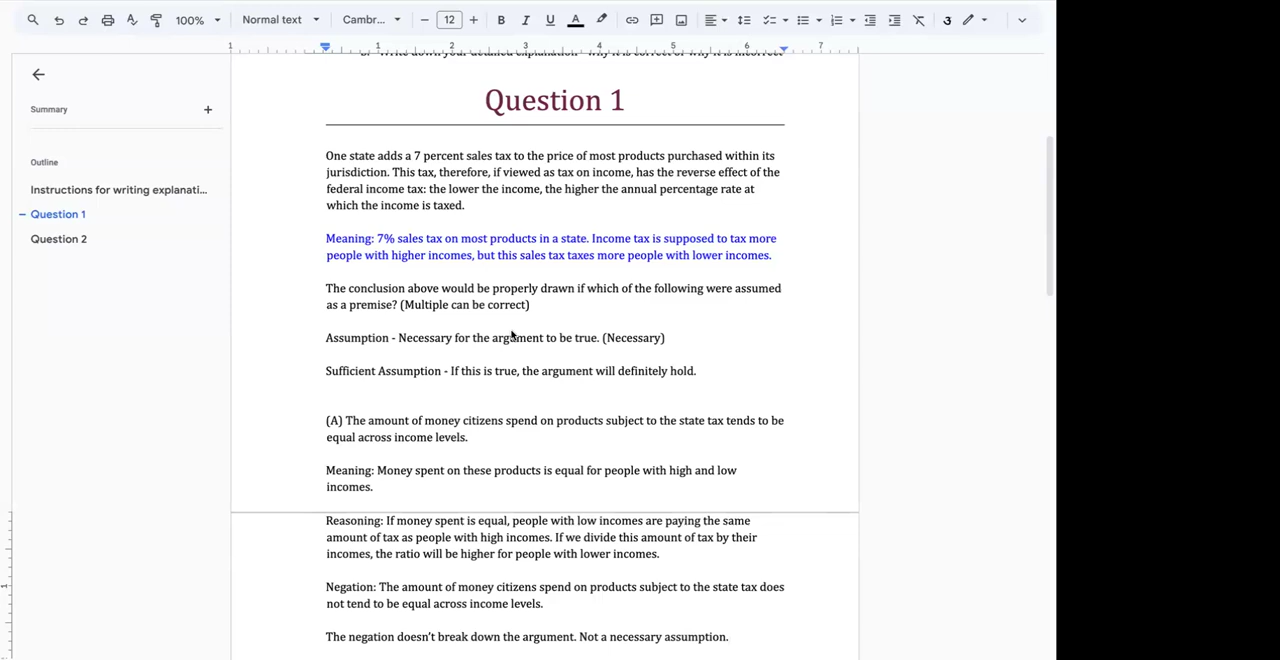 100%
Normal text
Cambr...
12
B
I
U
A
1
1
2
3
4
5
6
7
Summary
+
Outline
Instructions for writing explanati...
Question 1
Question 2
Question 1
One state adds a 7 percent sales tax to the price of most products purchased within its
jurisdiction. This tax, therefore, if viewed as tax on income, has the reverse effect of the
federal income tax: the lower the income, the higher the annual percentage rate at
which the income is taxed.
Meaning: 7% sales tax on most products in a state. Income tax is supposed to tax more
people with higher incomes, but this sales tax taxes more people with lower incomes.
The conclusion above would be properly drawn if which of the following were assumed
as a premise? (Multiple can be correct)
Assumption - Necessary for the argument to be true. (Necessary)
Sufficient Assumption - If this is true, the argument will definitely hold.
(A) The amount of money citizens spend on products subject to the state tax tends to be
equal across income levels.
Meaning: Money spent on these products is equal for people with high and low
incomes.
Reasoning: If money spent is equal, people with low incomes are paying the same
amount of tax as people with high incomes. If we divide this amount of tax by their
incomes, the ratio will be higher for people with lower incomes.
Negation: The amount of money citizens spend on products subject to the state tax does
not tend to be equal across income levels.
The negation doesn't break down the argument. Not a necessary assumption.